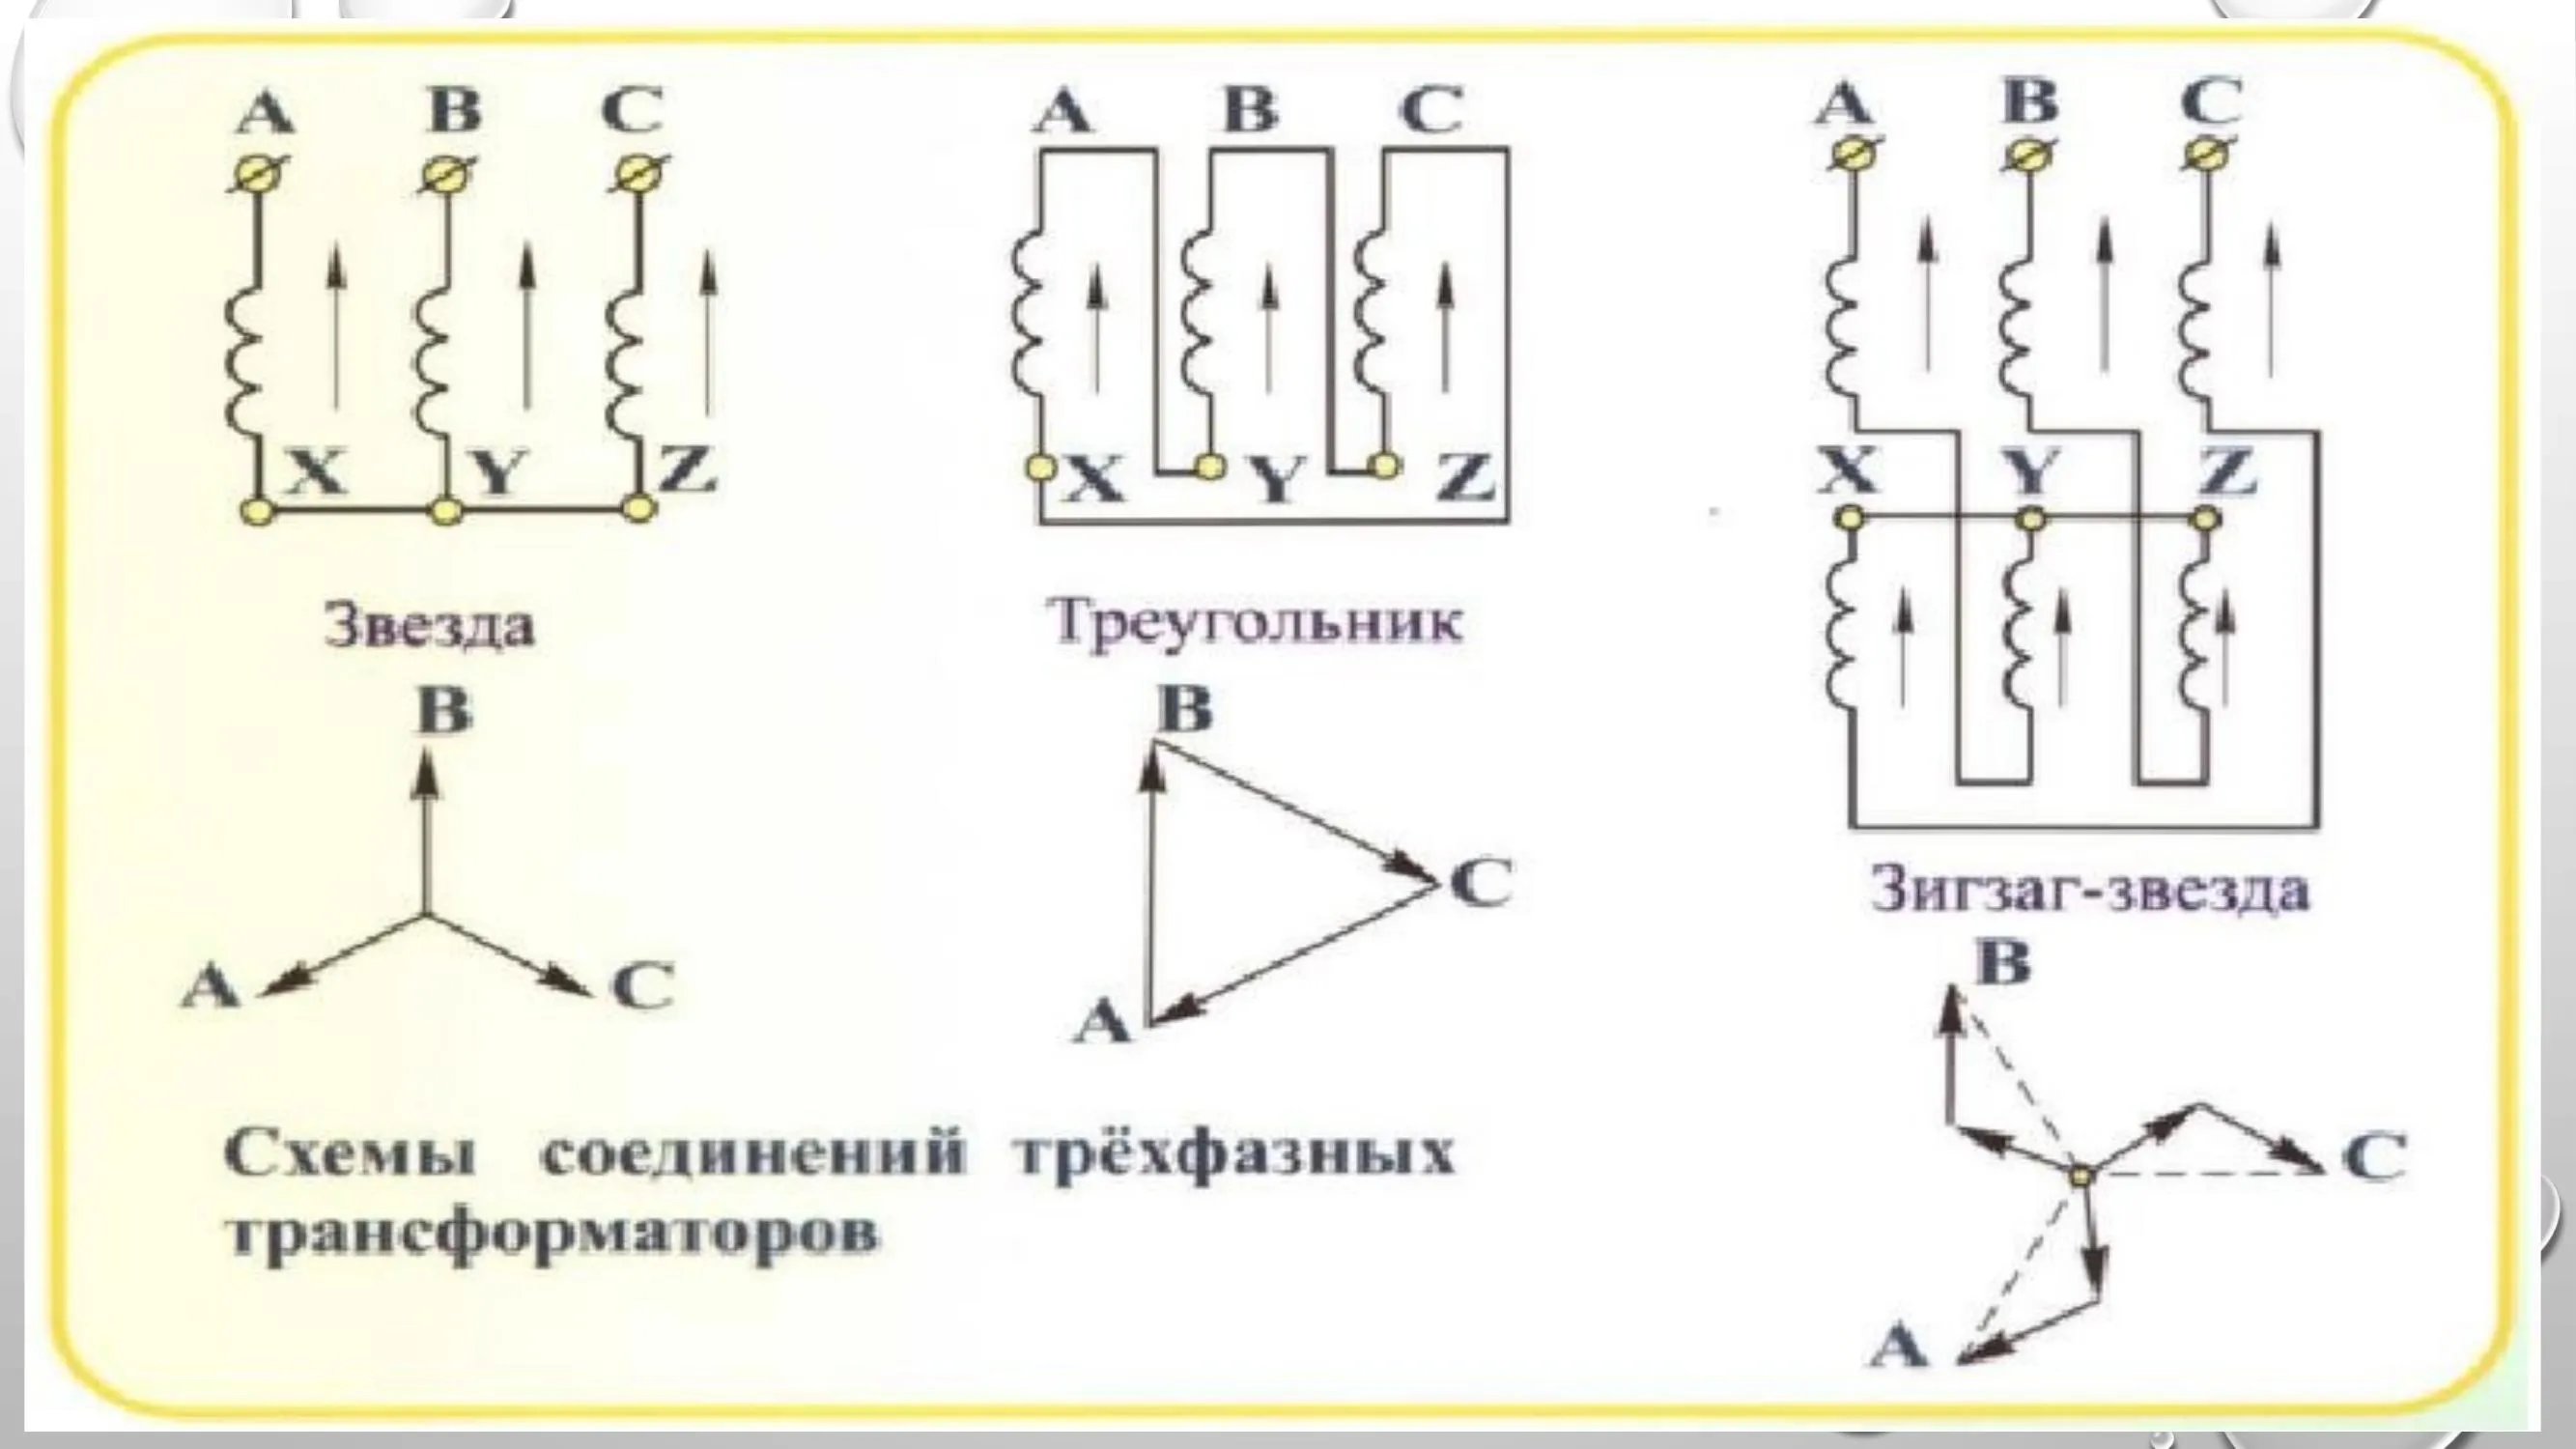 A B C
X Y Z
Звезда
B
A C
A B C
X Y Z
Треугольник
B
C
A
A B C
X Y Z
Зигзаг-звезда
B
C
A
Схемы соединений трёхфазных
трансформаторов